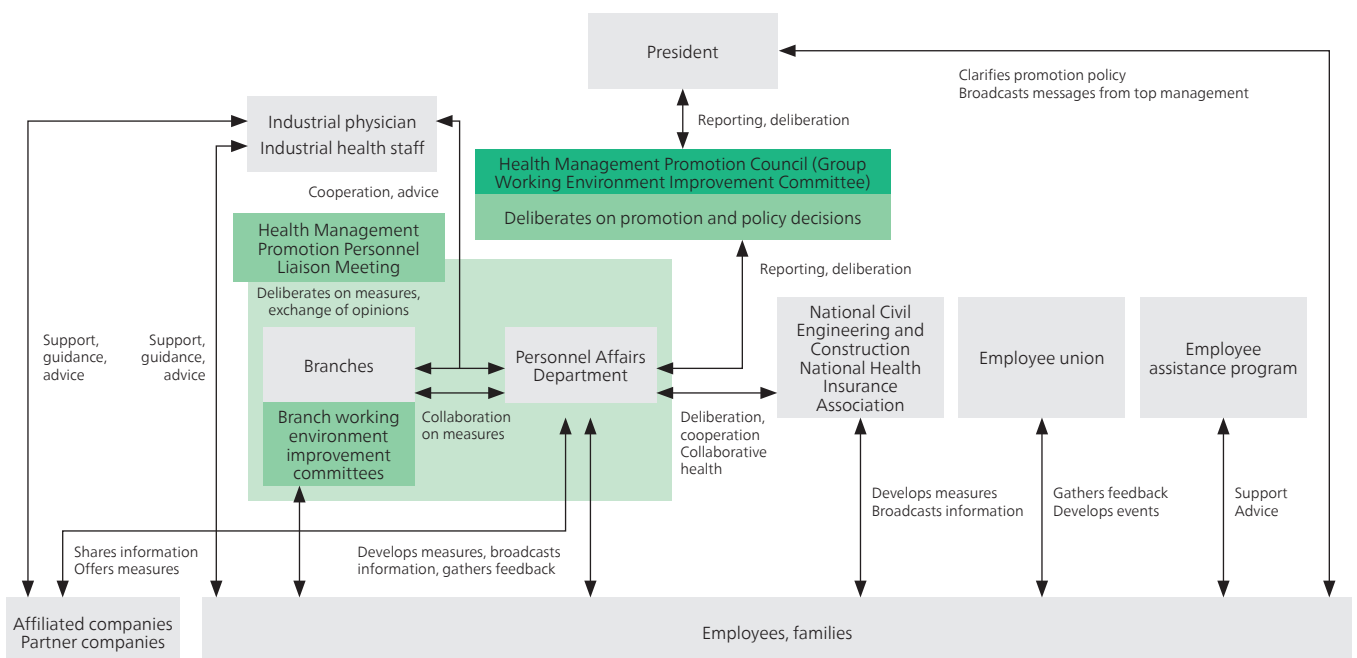 President
Clarifies promotion policy
Broadcasts messages from top management
Industrial physician
Industrial health staff
Reporting, deliberation
Health Management Promotion Council (Group
Working Environment Improvement Committee)
Deliberates on promotion and policy decisions
Cooperation, advice
Health Management
Promotion Personnel
Liaison Meeting
Reporting, deliberation
Deliberates on measures,
exchange of opinions
Support,
guidance,
advice
Support,
guidance,
advice
Branches
Personnel Affairs
Department
National Civil
Engineering and
Construction
National Health
Insurance
Association
Employee union
Employee
assistance program
Branch working
environment
improvement
committees
Collaboration
on measures
Deliberation,
cooperation
Collaborative
health
Develops measures
Broadcasts information
Gathers feedback
Develops events
Support
Advice
Shares information
Offers measures
Develops measures, broadcasts
information, gathers feedback
Affiliated companies
Partner companies
Employees, families